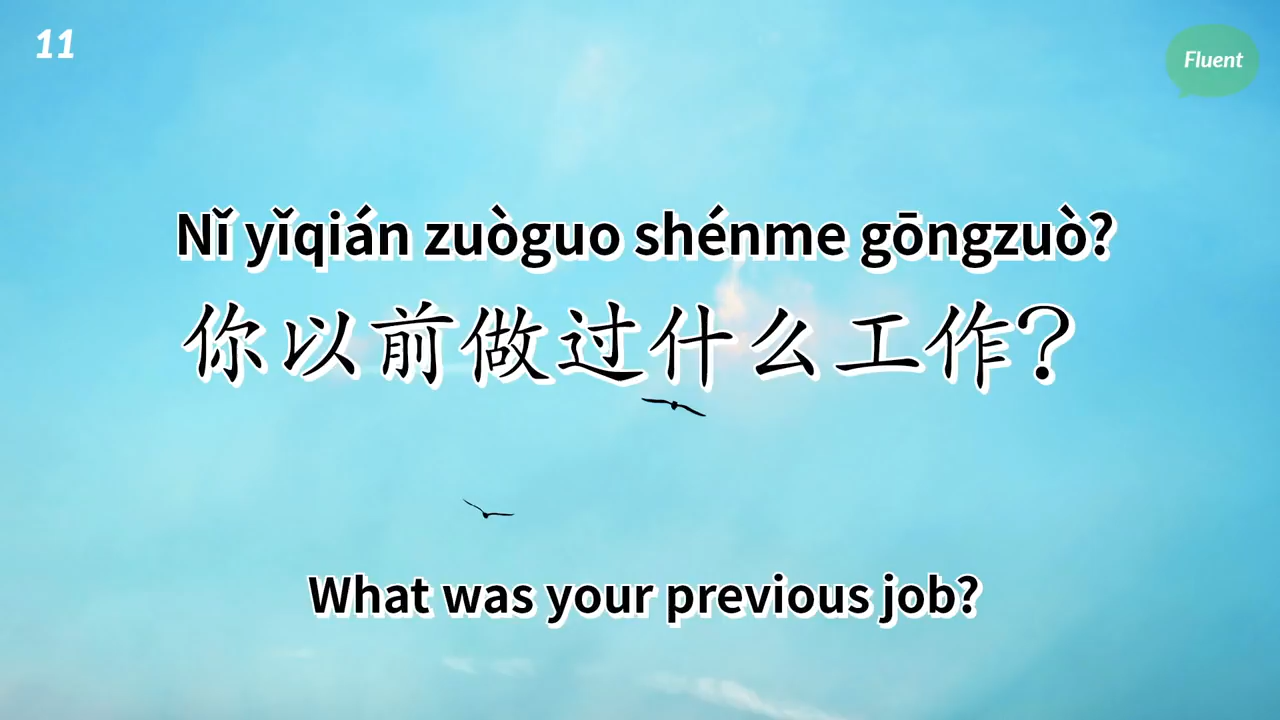 11
Fluent
Nǐ yǐqián zuòguo shénme gōngzuò?
你以前做过什么工作?
What was your previous job?